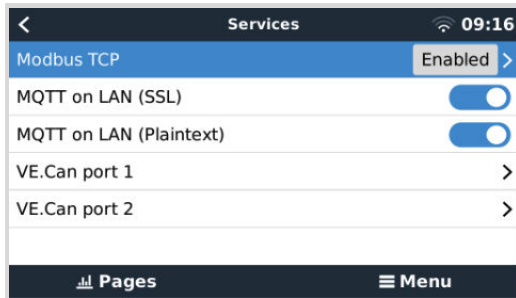 Services 09:16
Modbus TCP Enabled
MQTT on LAN (SSL)
MQTT on LAN (Plaintext)
VE.Can port 1
VE.Can port 2
Pages Menu